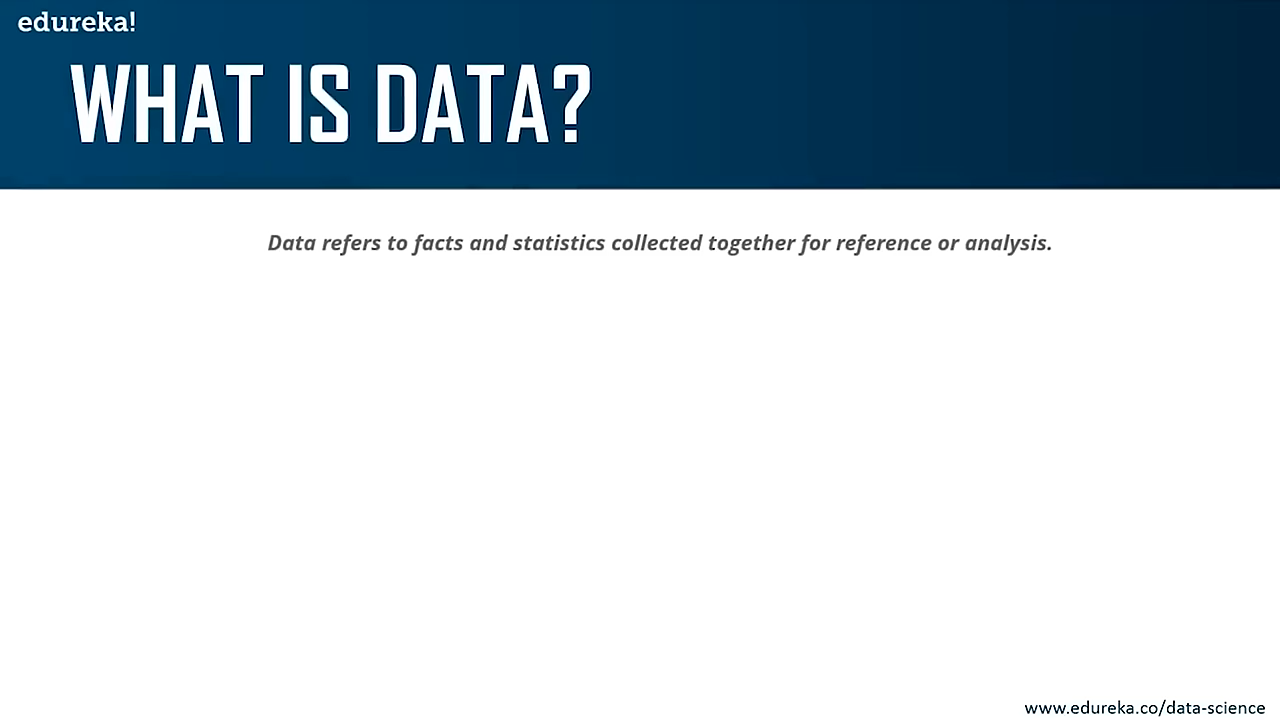 edureka!
WHAT IS DATA?
Data refers to facts and statistics collected together for reference or analysis.
www.edureka.co/data-science